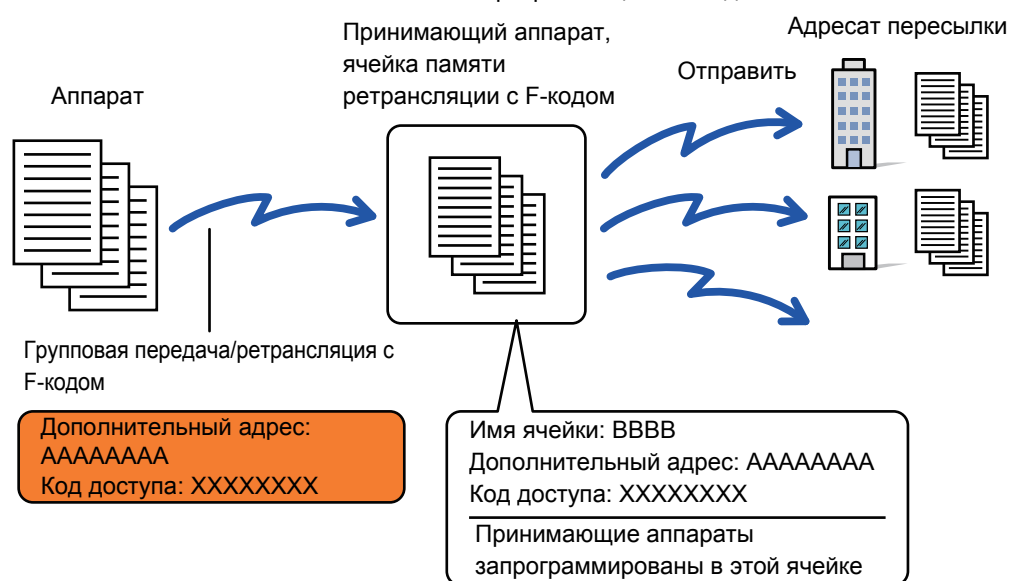 Адресат пересылки
Принимающий аппарат,
ячейка памяти
ретрансляции с F-кодом
Отправить
Аппарат
Групповая передача/ретрансляция с
F-кодом
Дополнительный адрес:
AAAAAAAA
Код доступа: XXXXXXXX
Имя ячейки: BBBB
Дополнительный адрес: AAAAAAAA
Код доступа: XXXXXXXX
Принимающие аппараты
запрограммированы в этой ячейке